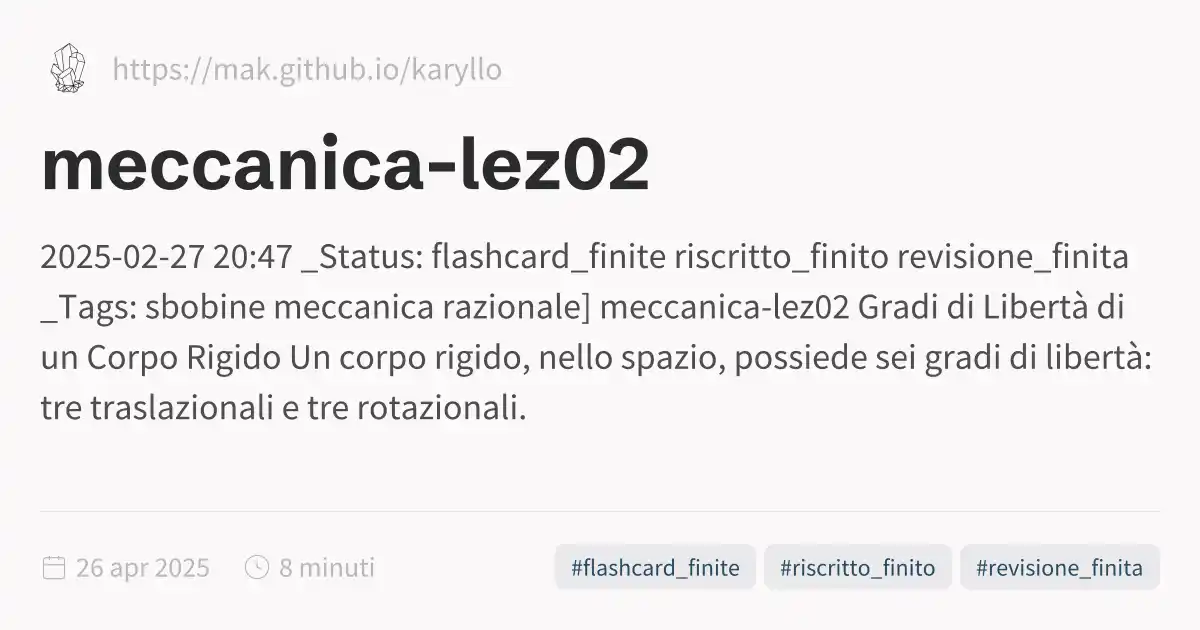 https://mak.github.io/karyllo
meccanica-lez02
2025-02-27 20:47 _Status: flashcard_finite riscritto_finito revisione_finita
_Tags: sbobine meccanica razionale] meccanica-lez02 Gradi di Libertà di
un Corpo Rigido Un corpo rigido, nello spazio, possiede sei gradi di libertà:
tre traslazionali e tre rotazionali.
26 apr 2025 8 minuti #flashcard_finite #riscritto_finito #revisione_finita